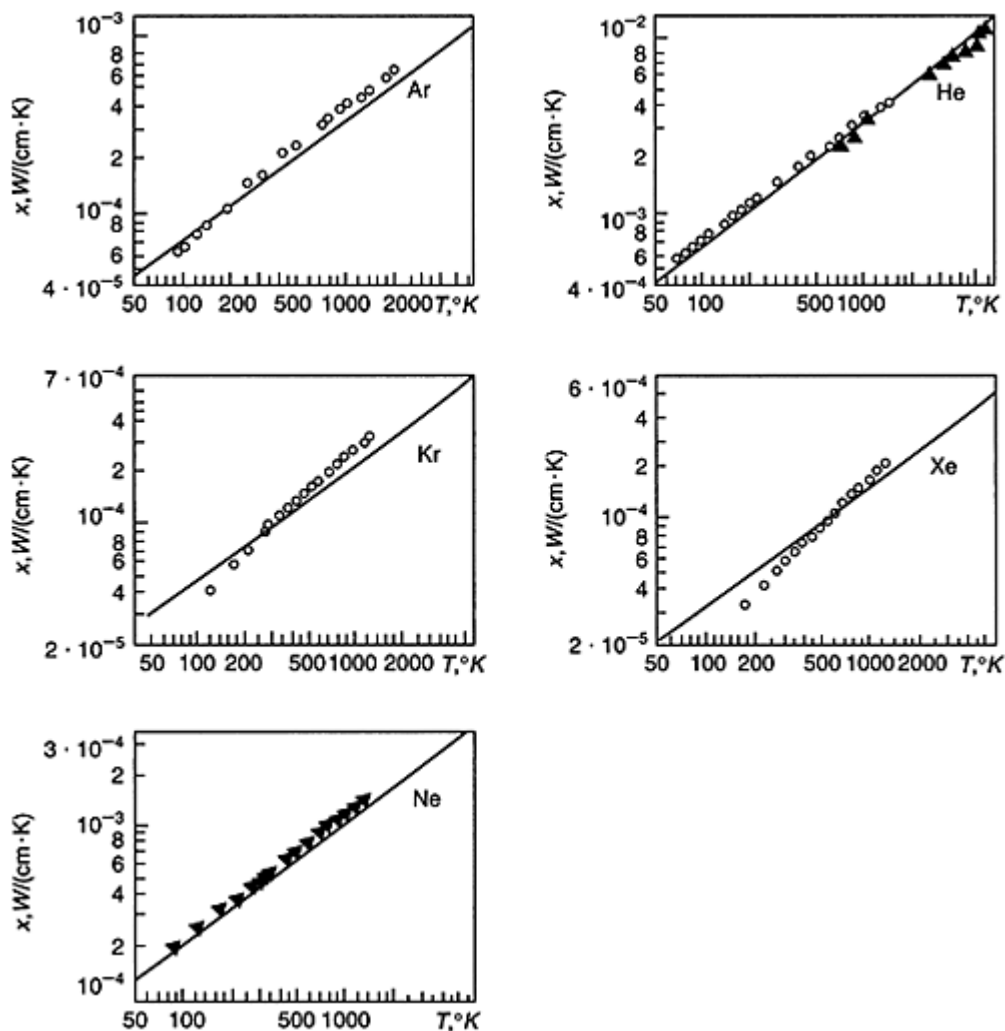 10⁻³
8
6
4
2
10⁻⁴
8
6
4 · 10⁻⁵
x,W/(cm·K)
Ar
50 100 200 500 1000 2000 T,°K
10⁻²
8
6
4
2
10⁻³
8
6
4 · 10⁻⁴
x,W/(cm·K)
He
50 100 500 1000 T,°K
7 · 10⁻⁴
4
2
10⁻⁴
8
6
4
2 · 10⁻⁵
x,W/(cm·K)
Kr
50 100 200 500 1000 2000 T,°K
6 · 10⁻⁴
4
2
10⁻⁴
8
6
4
2 · 10⁻⁵
x,W/(cm·K)
Xe
50 100 200 500 1000 2000 T,°K
3 · 10⁻⁴
2
10⁻³
8
6
4
2
10⁻⁴
x,W/(cm·K)
Ne
50 100 500 1000 T,°K